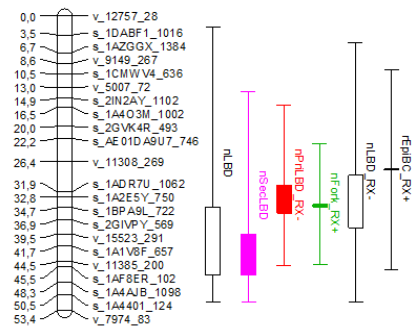 0,0 v_12757_28
3,5 s_1DABF1_1016
6,7 s_1AZGGX_1384
8,6 v_9149_267
10,5 s_1CMWV4_636
13,0 v_5007_72
14,9 s_2IN2AY_1102
16,5 s_1A4O3M_1002
20,0 s_2GVK4R_493
22,2 s_AE01DA9U7_746
26,4 v_11308_269
31,9 s_1ADR7U_1062
32,8 s_1A2E5Y_750
34,7 s_1BPA9L_722
36,9 s_2GIVPY_569
39,5 v_15523_291
41,7 s_1A1V8F_657
44,5 v_11385_200
45,5 s_1AF8ER_102
48,3 s_1A4AJB_1098
50,5 s_1A4401_124
53,4 v_7974_83
nLBD
nSecLBD
nPriLBD_RX-
nFork_RX+
nLBD_RX-
rEpiBC_RX+